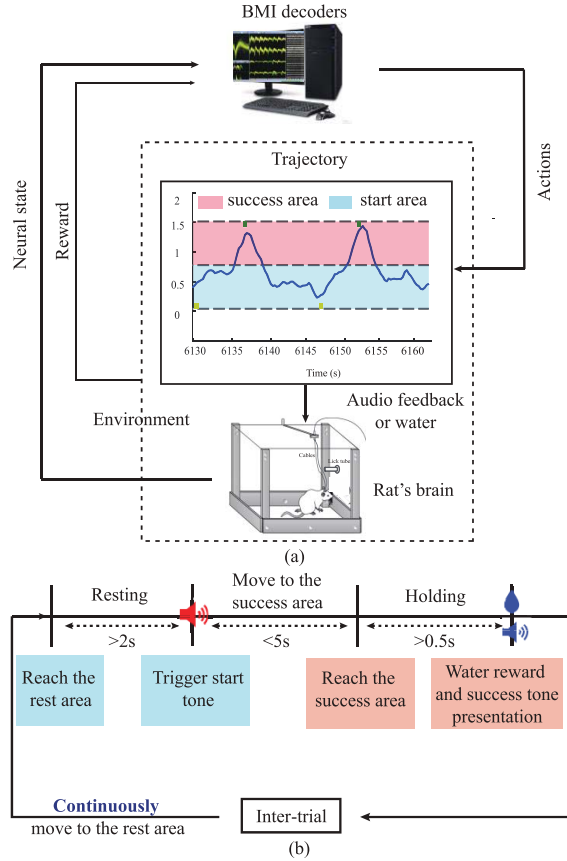 BMI decoders
Neural state
Reward
Actions
Trajectory
success area
start area
2
1.5
1
0.5
0
6130
6137
6140
6145
6150
6152
6155
6160
Time (s)
Environment
Audio feedback
or water
Cables
Lick tube
Rat's brain
(a)
Resting
Move to the
success area
Holding
>2s
<5s
>0.5s
Reach the
rest area
Trigger start
tone
Reach the
success area
Water reward
and success tone
presentation
Continuously
move to the rest area
Inter-trial
(b)